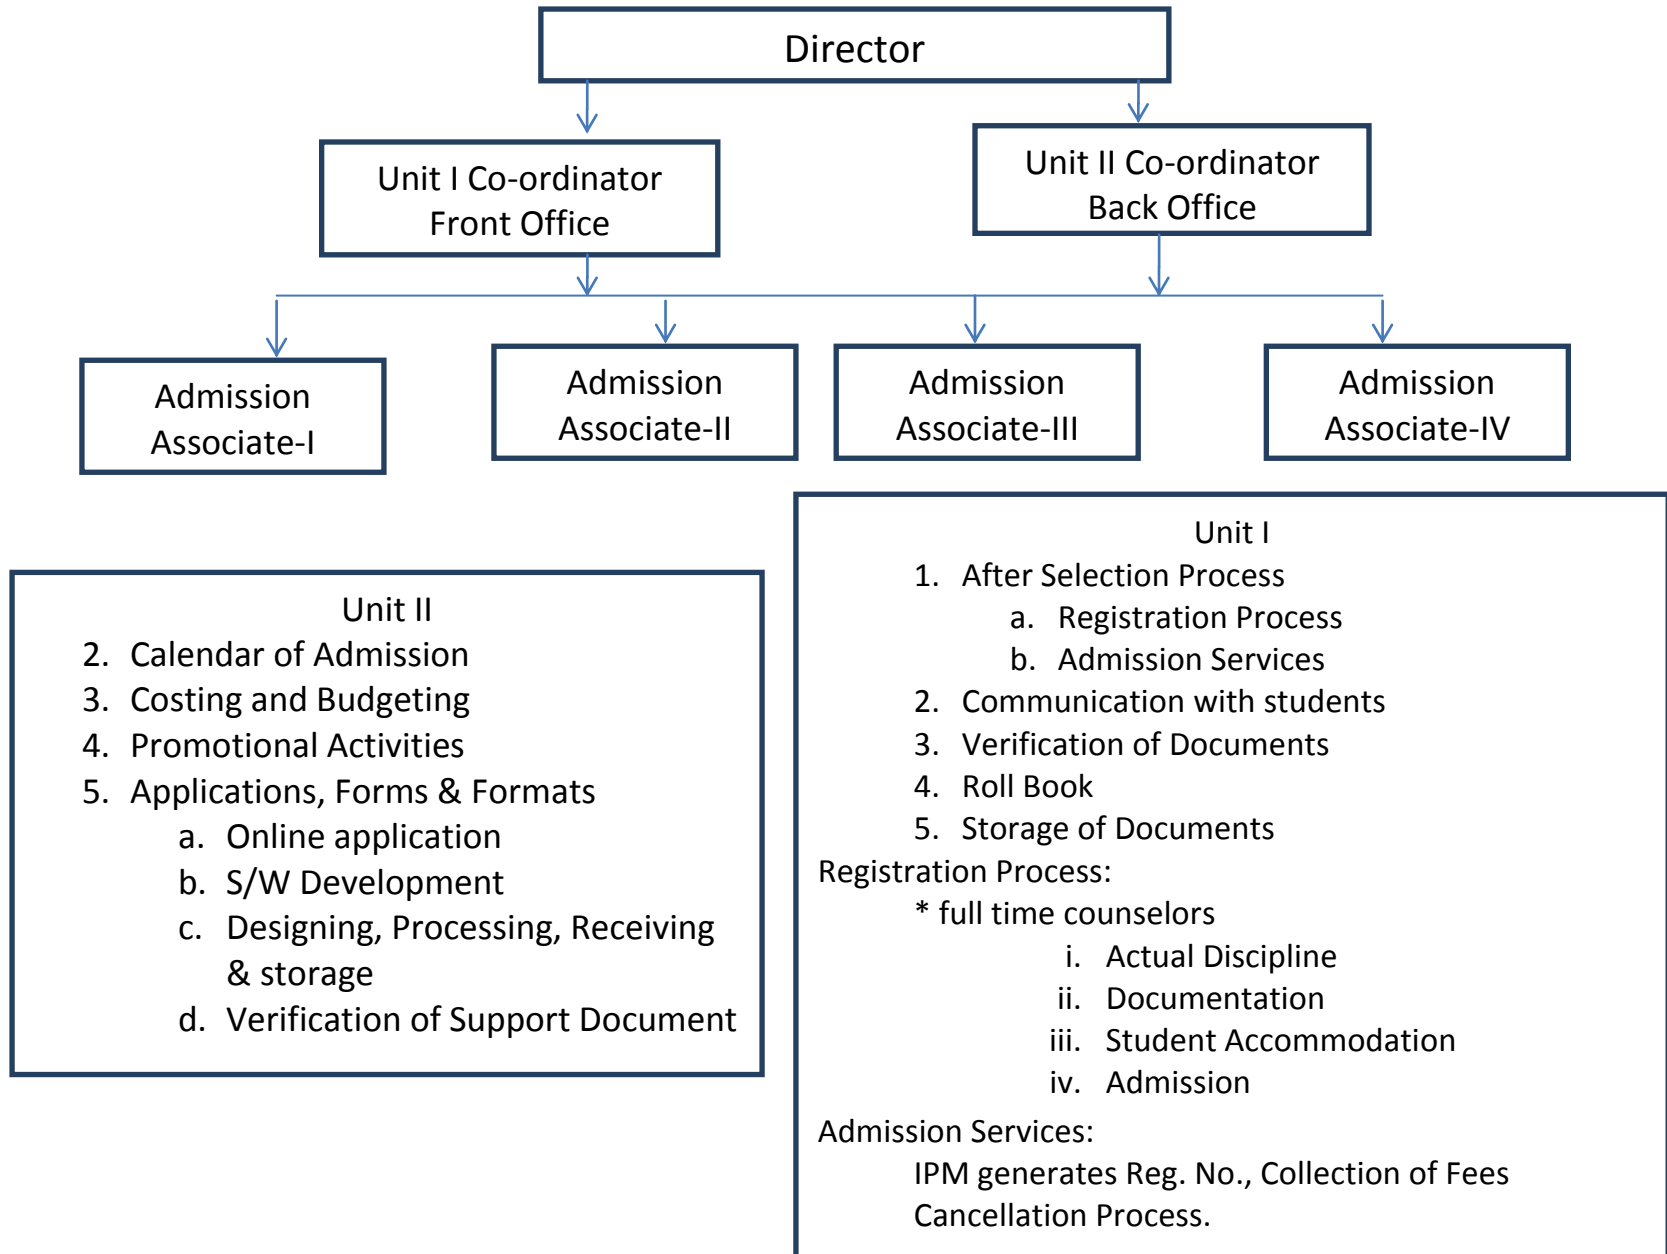 Director
Unit I Co-ordinator
Front Office
Unit II Co-ordinator
Back Office
Admission
Associate-I
Admission
Associate-II
Admission
Associate-III
Admission
Associate-IV
Unit II
2. Calendar of Admission
3. Costing and Budgeting
4. Promotional Activities
5. Applications, Forms & Formats
a. Online application
b. S/W Development
c. Designing, Processing, Receiving
& storage
d. Verification of Support Document
Unit I
1. After Selection Process
a. Registration Process
b. Admission Services
2. Communication with students
3. Verification of Documents
4. Roll Book
5. Storage of Documents
Registration Process:
* full time counselors
i. Actual Discipline
ii. Documentation
iii. Student Accommodation
iv. Admission
Admission Services:
IPM generates Reg. No., Collection of Fees
Cancellation Process.